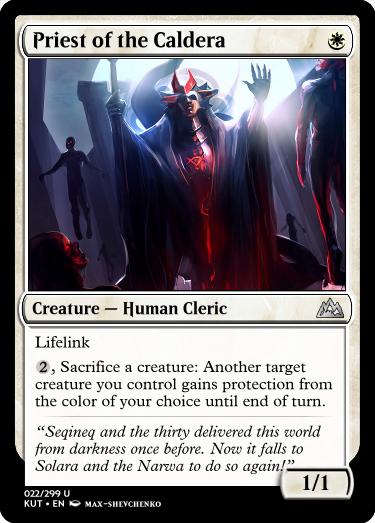 Priest of the Caldera
Creature — Human Cleric
Lifelink
2, Sacrifice a creature: Another target
creature you control gains protection from
the color of your choice until end of turn.
“Seqineq and the thirty delivered this world
from darkness once before. Now it falls to
Solara and the Narwa to do so again!”
1/1
022/299 U
KUT • EN MAX-SHEVCHENKO